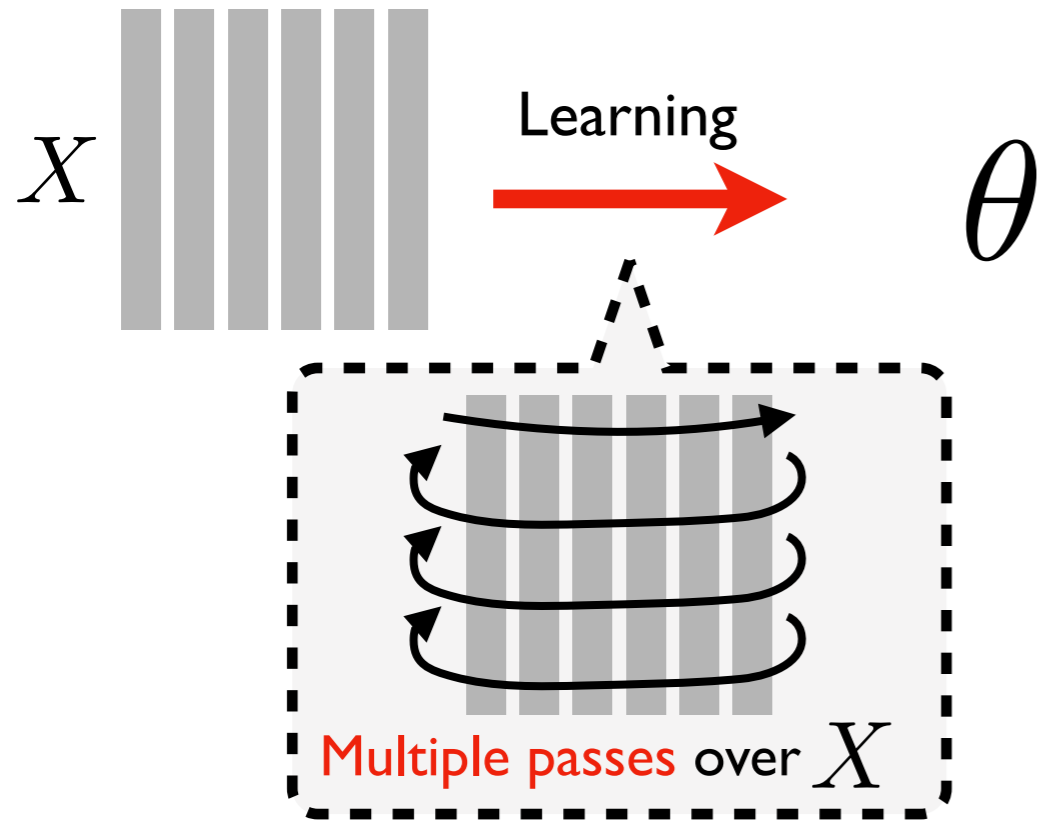 Learning
X
θ
Multiple passes over X